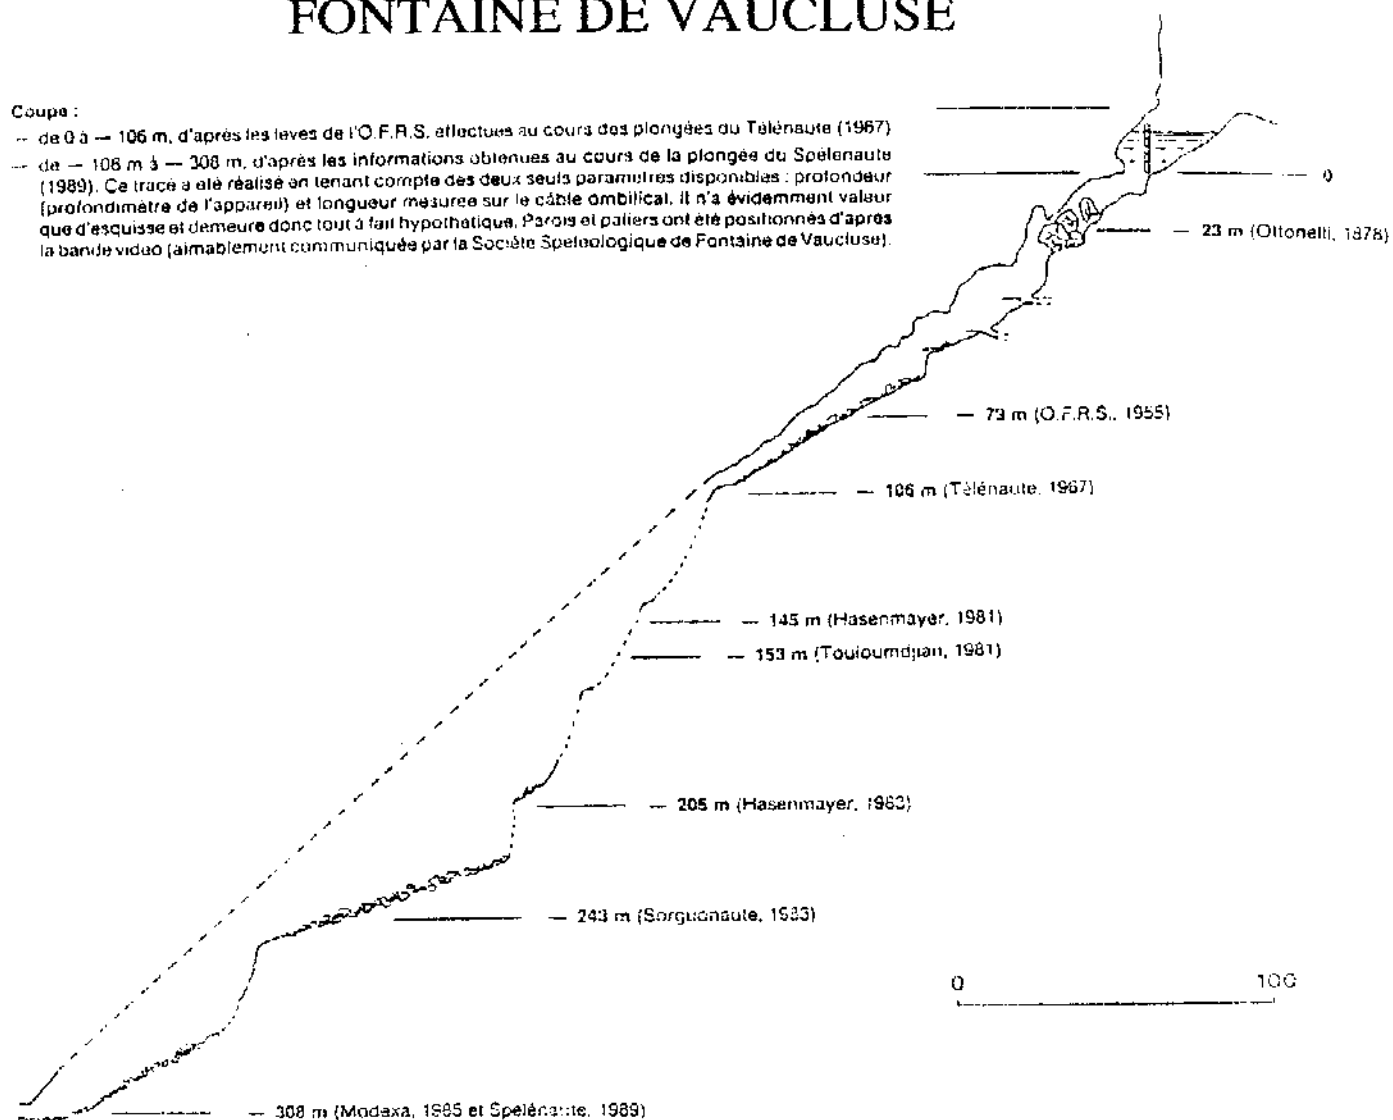 FONTAINE DE VAUCLUSE
Coupe :
— de 0 à — 106 m, d'après les levés de l'O.F.R.S. effectués au cours des plongées du Télénaute (1967)
— de — 106 m à — 308 m, d'après les informations obtenues au cours de la plongée du Spélénaute
(1989). Ce tracé a été réalisé en tenant compte des deux seuls paramètres disponibles : profondeur
(profondimètre de l'appareil) et longueur mesurée sur le câble ombilical. Il n'a évidemment valeur
que d'esquisse et demeure donc tout à fait hypothétique. Parois et paliers ont été positionnés d'après
la bande vidéo (aimablement communiquée par la Société Spéléologique de Fontaine de Vaucluse).
0
— 23 m (Ottonelli, 1878)
— 73 m (O.F.R.S., 1955)
— 106 m (Télénaute, 1967)
— 145 m (Hasenmayer, 1981)
— 153 m (Touloumdjian, 1981)
— 205 m (Hasenmayer, 1983)
— 243 m (Sorguonaute, 1983)
0 100
— 308 m (Modexa, 1985 et Spélénaute, 1989)